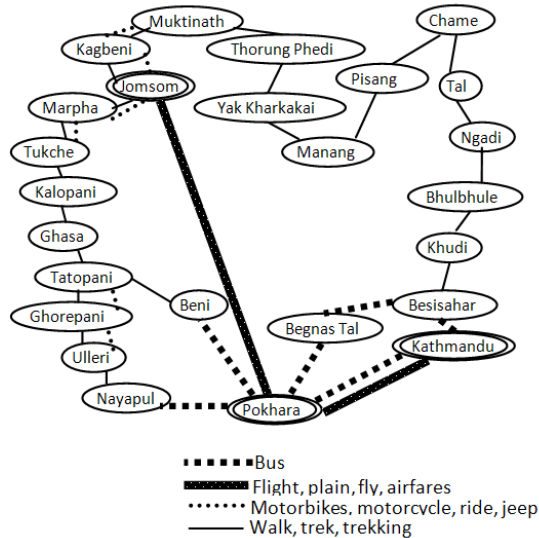 Muktinath
Chame
Kagbeni
Thorung Phedi
Jomsom
Pisang
Tal
Marpha
Yak Kharkakai
Ngadi
Tukche
Manang
Kalopani
Bhulbhule
Ghasa
Khudi
Tatopani
Beni
Besisahar
Ghorepani
Begnas Tal
Kathmandu
Ulleri
Nayapul
Pokhara
Bus
Flight, plain, fly, airfares
Motorbikes, motorcycle, ride, jeep
Walk, trek, trekking